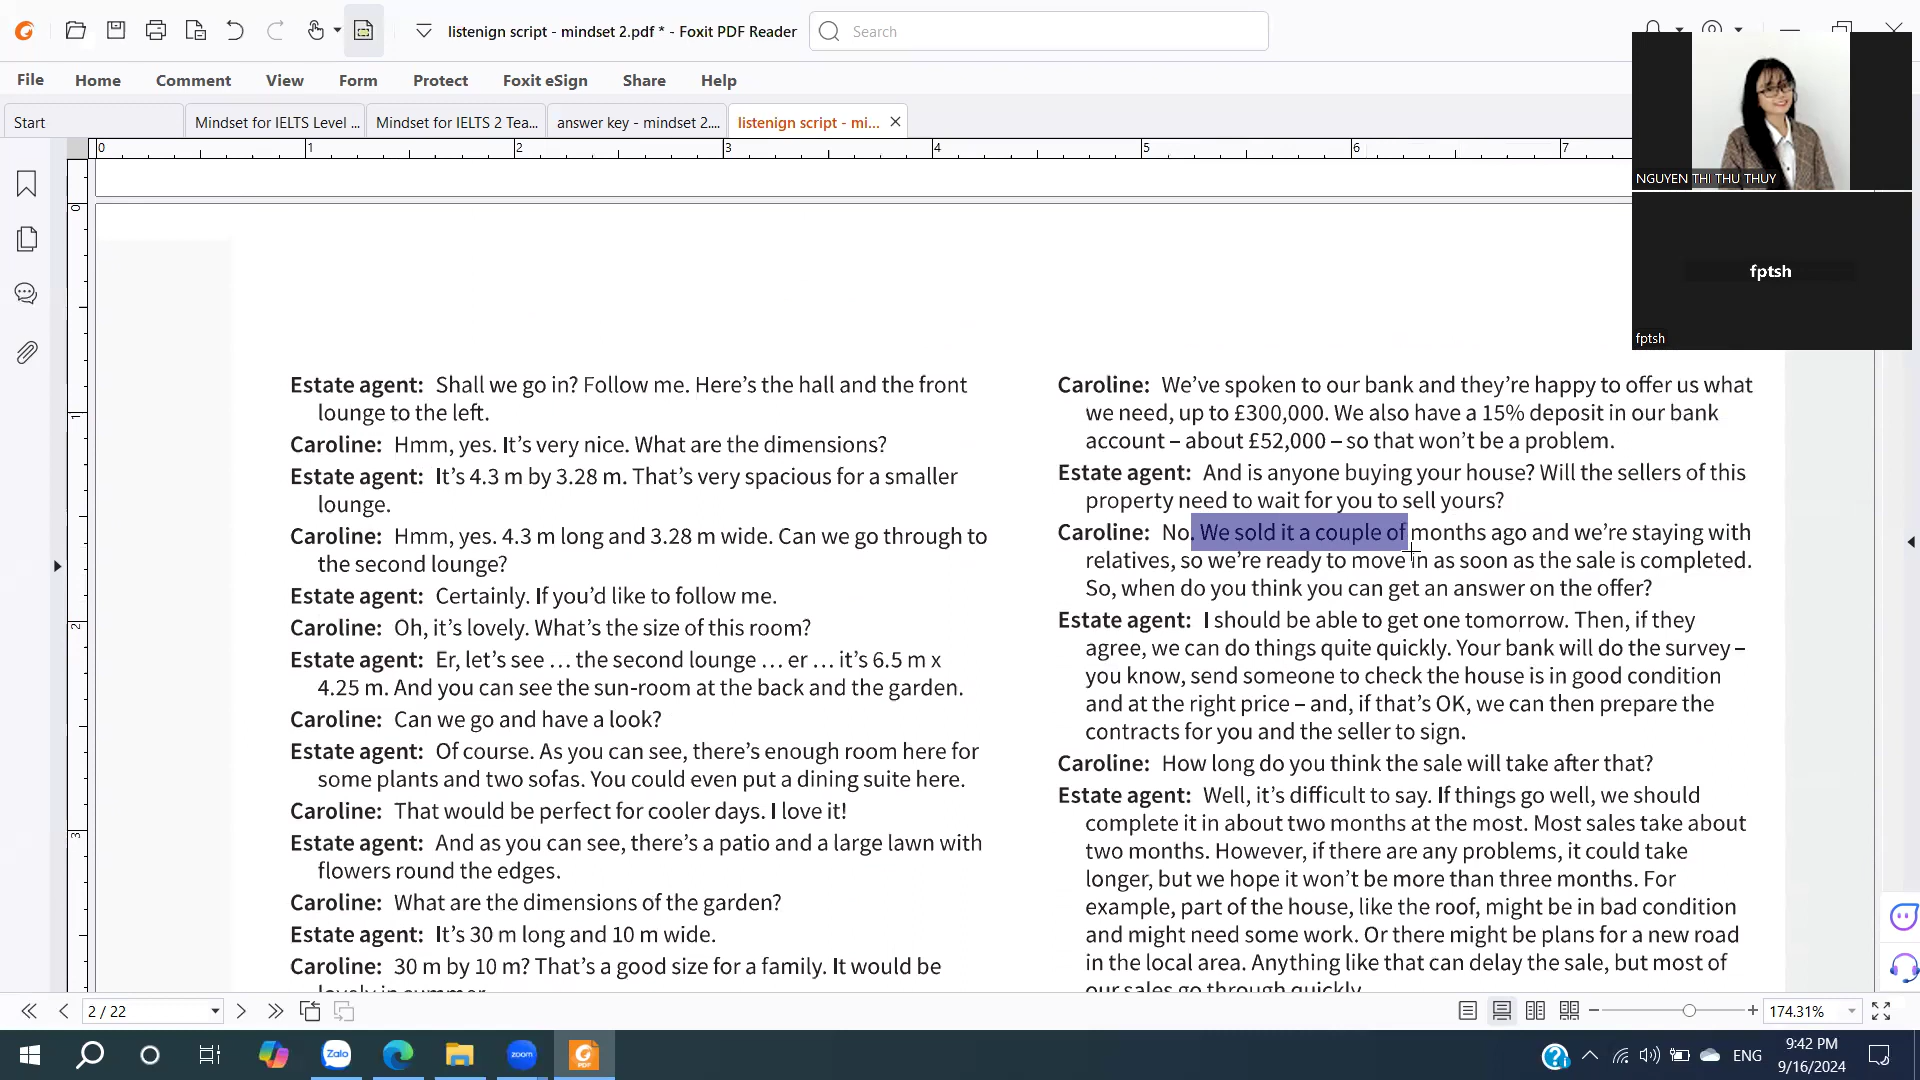 listenign script - mindset 2.pdf * - Foxit PDF Reader
Search
File
Home
Comment
View
Form
Protect
Foxit eSign
Share
Help
Start
Mindset for IELTS Level ...
Mindset for IELTS 2 Tea...
answer key - mindset 2....
listenign script - mi...
NGUYEN THI THU THUY
fptsh
fptsh
0 1 2 3 4 5 6 7
0
1
2
3
Estate agent: Shall we go in? Follow me. Here’s the hall and the front
lounge to the left.
Caroline: Hmm, yes. It’s very nice. What are the dimensions?
Estate agent: It’s 4.3 m by 3.28 m. That’s very spacious for a smaller
lounge.
Caroline: Hmm, yes. 4.3 m long and 3.28 m wide. Can we go through to
the second lounge?
Estate agent: Certainly. If you’d like to follow me.
Caroline: Oh, it’s lovely. What’s the size of this room?
Estate agent: Er, let’s see … the second lounge … er … it’s 6.5 m x
4.25 m. And you can see the sun-room at the back and the garden.
Caroline: Can we go and have a look?
Estate agent: Of course. As you can see, there’s enough room here for
some plants and two sofas. You could even put a dining suite here.
Caroline: That would be perfect for cooler days. I love it!
Estate agent: And as you can see, there’s a patio and a large lawn with
flowers round the edges.
Caroline: What are the dimensions of the garden?
Estate agent: It’s 30 m long and 10 m wide.
Caroline: 30 m by 10 m? That’s a good size for a family. It would be
lovely in summer.
Caroline: We’ve spoken to our bank and they’re happy to offer us what
we need, up to £300,000. We also have a 15% deposit in our bank
account – about £52,000 – so that won’t be a problem.
Estate agent: And is anyone buying your house? Will the sellers of this
property need to wait for you to sell yours?
Caroline: No. We sold it a couple of months ago and we’re staying with
relatives, so we’re ready to move in as soon as the sale is completed.
So, when do you think you can get an answer on the offer?
Estate agent: I should be able to get one tomorrow. Then, if they
agree, we can do things quite quickly. Your bank will do the survey –
you know, send someone to check the house is in good condition
and at the right price – and, if that’s OK, we can then prepare the
contracts for you and the seller to sign.
Caroline: How long do you think the sale will take after that?
Estate agent: Well, it’s difficult to say. If things go well, we should
complete it in about two months at the most. Most sales take about
two months. However, if there are any problems, it could take
longer, but we hope it won’t be more than three months. For
example, part of the house, like the roof, might be in bad condition
and might need some work. Or there might be plans for a new road
in the local area. Anything like that can delay the sale, but most of
our sales go through quickly.
2 / 22
174.31%
Zalo
zoom
PDF
ENG
9:42 PM
9/16/2024